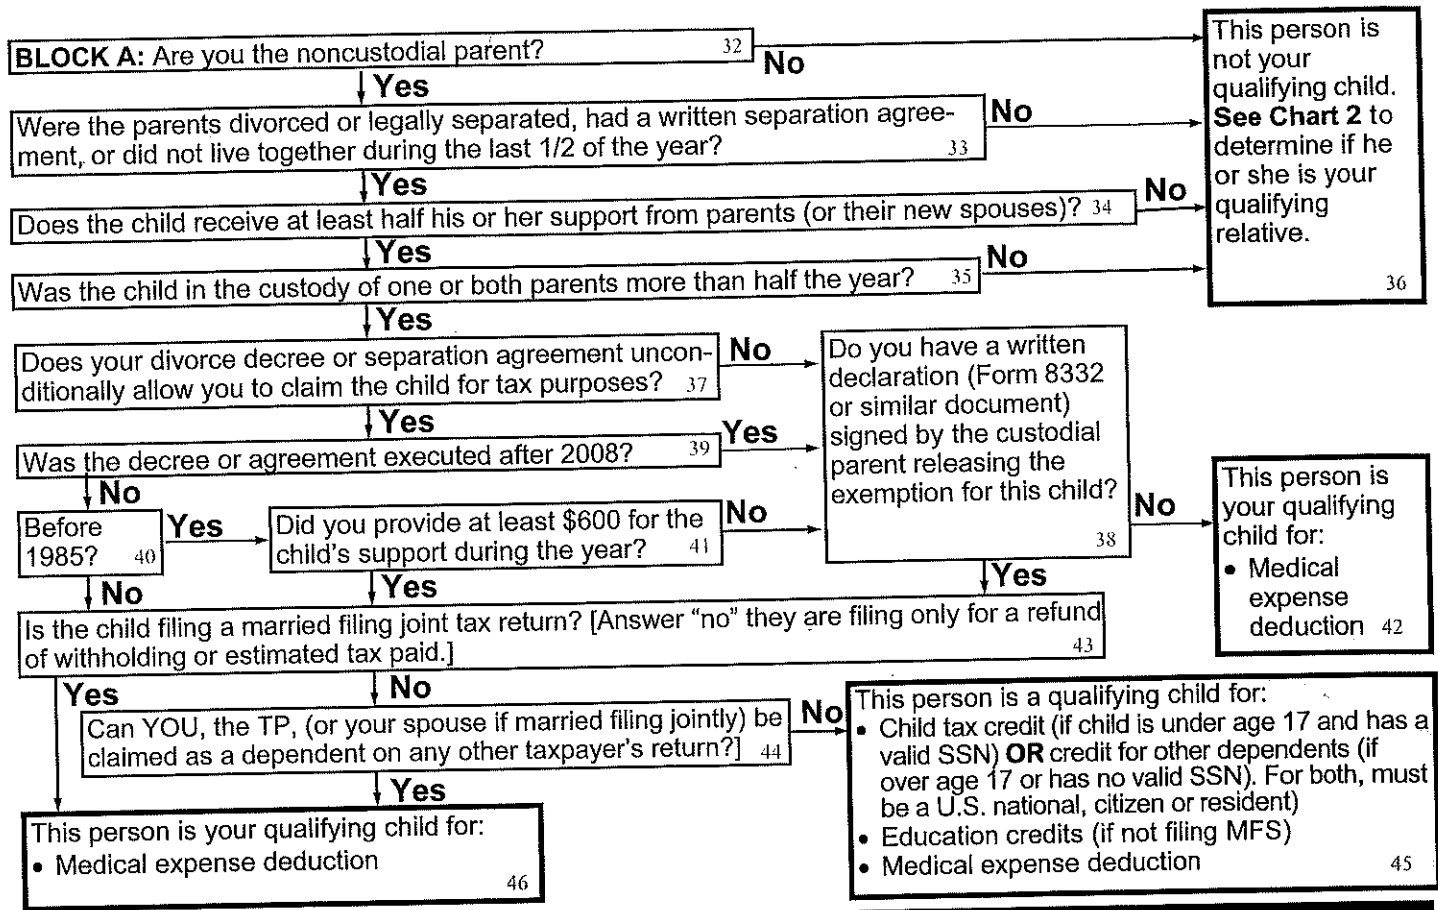 BLOCK A: Are you the noncustodial parent? 32
No
Yes
This person is
not your
qualifying child.
See Chart 2 to
determine if he
or she is your
qualifying
relative.
36
Were the parents divorced or legally separated, had a written separation agree-
ment, or did not live together during the last 1/2 of the year? 33
No
Yes
Does the child receive at least half his or her support from parents (or their new spouses)? 34
No
Yes
Was the child in the custody of one or both parents more than half the year? 35
No
Yes
Does your divorce decree or separation agreement uncon-
ditionally allow you to claim the child for tax purposes? 37
No
Yes
Do you have a written
declaration (Form 8332
or similar document)
signed by the custodial
parent releasing the
exemption for this child?
38
No
Yes
Was the decree or agreement executed after 2008? 39
Yes
No
Before
1985? 40
Yes
No
Did you provide at least $600 for the
child's support during the year? 41
No
Yes
This person is
your qualifying
child for:
• Medical
expense
deduction 42
Is the child filing a married filing joint tax return? [Answer "no" they are filing only for a refund
of withholding or estimated tax paid.] 43
Yes
No
Can YOU, the TP, (or your spouse if married filing jointly) be
claimed as a dependent on any other taxpayer's return?] 44
No
Yes
This person is a qualifying child for:
• Child tax credit (if child is under age 17 and has a
valid SSN) OR credit for other dependents (if
over age 17 or has no valid SSN). For both, must
be a U.S. national, citizen or resident)
• Education credits (if not filing MFS)
• Medical expense deduction 45
This person is your qualifying child for:
• Medical expense deduction
46